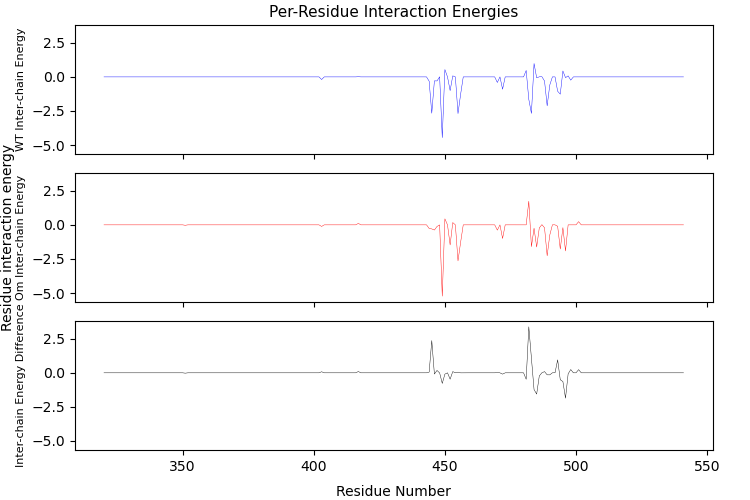 Per-Residue Interaction Energies
Residue interaction energy
WT Inter-chain Energy
2.5
0.0
−2.5
−5.0
Om Inter-chain Energy
2.5
0.0
−2.5
−5.0
Inter-chain Energy Difference
2.5
0.0
−2.5
−5.0
350
400
450
500
550
Residue Number